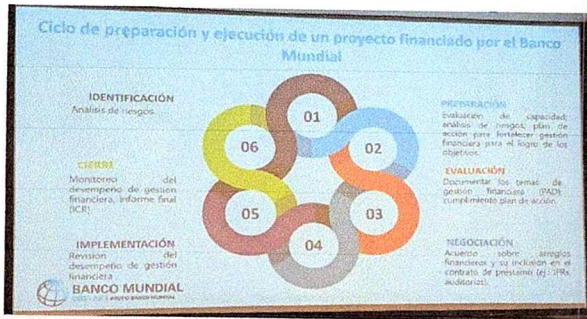 Ciclo de preparación y ejecución de un proyecto financiado por el Banco
Mundial
IDENTIFICACIÓN
Análisis de riesgos
01
PREPARACIÓN
Evaluación de capacidad;
análisis de riesgos; plan de
acción para fortalecer gestión
financiera para el logro de los
objetivos.
02
EVALUACIÓN
Documentar los temas de
gestión financiera (PAD);
cumplimiento plan de acción.
03
NEGOCIACIÓN
Acuerdo sobre arreglos
financieros y su inclusión en el
contrato de préstamo (ej.: IFRs,
auditorías).
04
IMPLEMENTACIÓN
Revisión del
desempeño de gestión
financiera
05
CIERRE
Monitoreo del
desempeño de gestión
financiera, informe final
(ICR)
06
BANCO MUNDIAL
GRUPO BANCO MUNDIAL